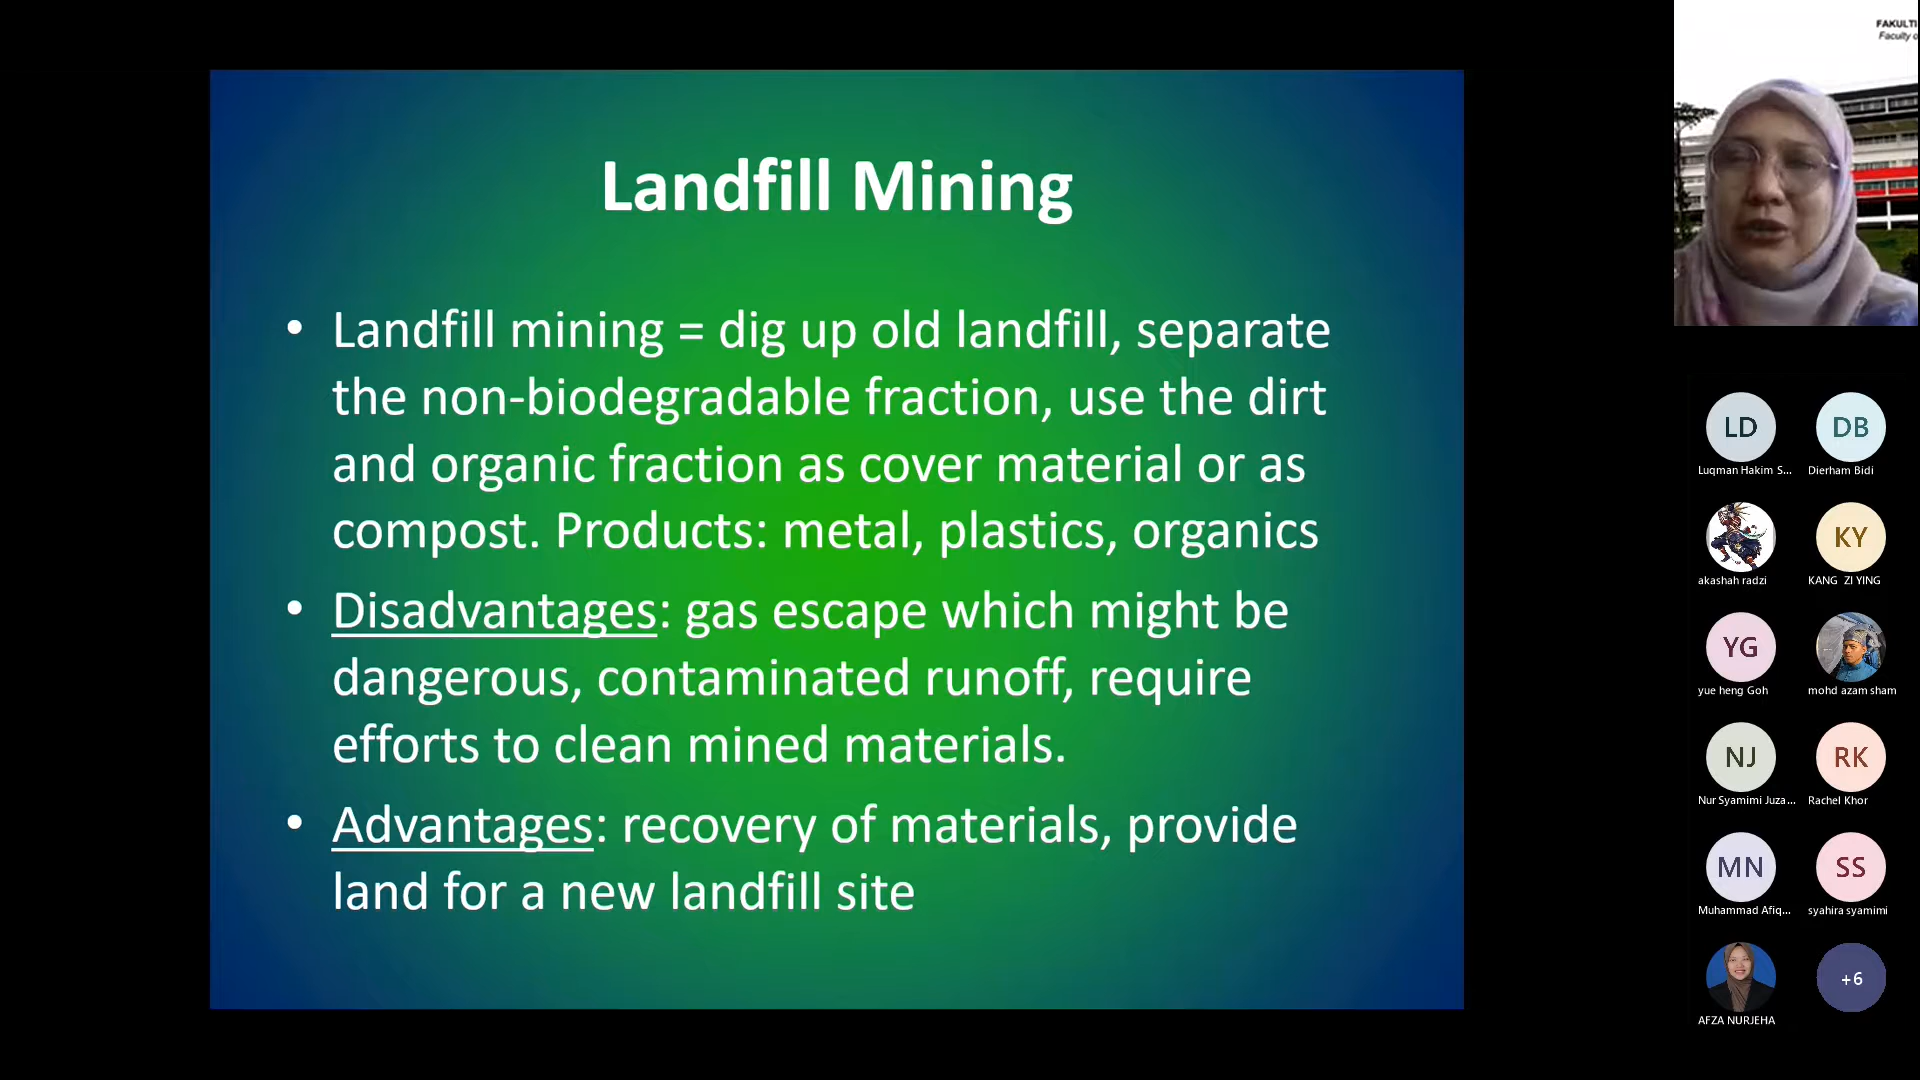 FAKULTI
Faculty o
Landfill Mining
• Landfill mining = dig up old landfill, separate
the non-biodegradable fraction, use the dirt
and organic fraction as cover material or as
compost. Products: metal, plastics, organics
• Disadvantages: gas escape which might be
dangerous, contaminated runoff, require
efforts to clean mined materials.
• Advantages: recovery of materials, provide
land for a new landfill site
LD
Luqman Hakim S...
DB
Dierham Bidi
akashah radzi
KY
KANG ZI YING
YG
yue heng Goh
mohd azam sham
NJ
Nur Syamimi Juza...
RK
Rachel Khor
MN
Muhammad Afiq...
SS
syahira syamimi
AFZA NURJEHA
+6